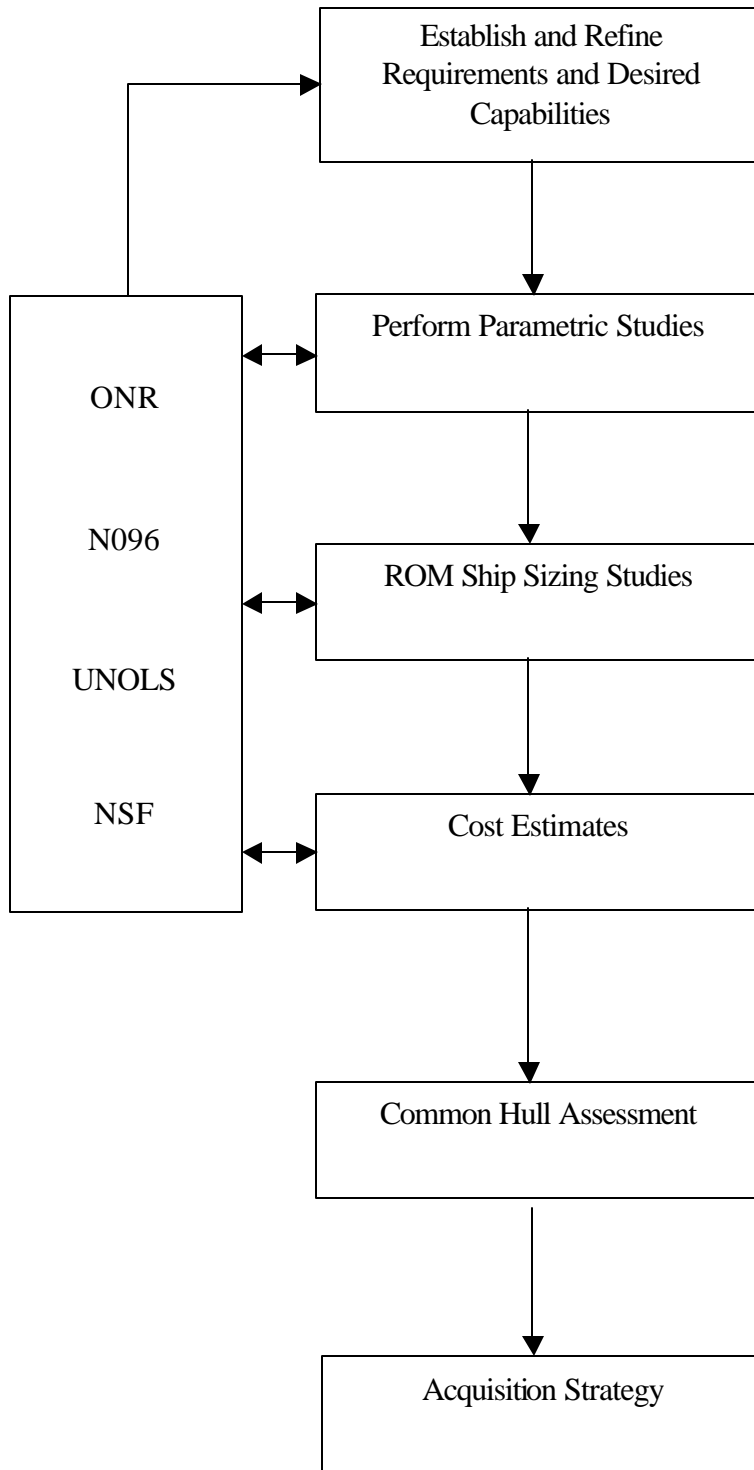 Establish and Refine
Requirements and Desired
Capabilities
Perform Parametric Studies
ONR
N096
ROM Ship Sizing Studies
UNOLS
NSF
Cost Estimates
Common Hull Assessment
Acquisition Strategy